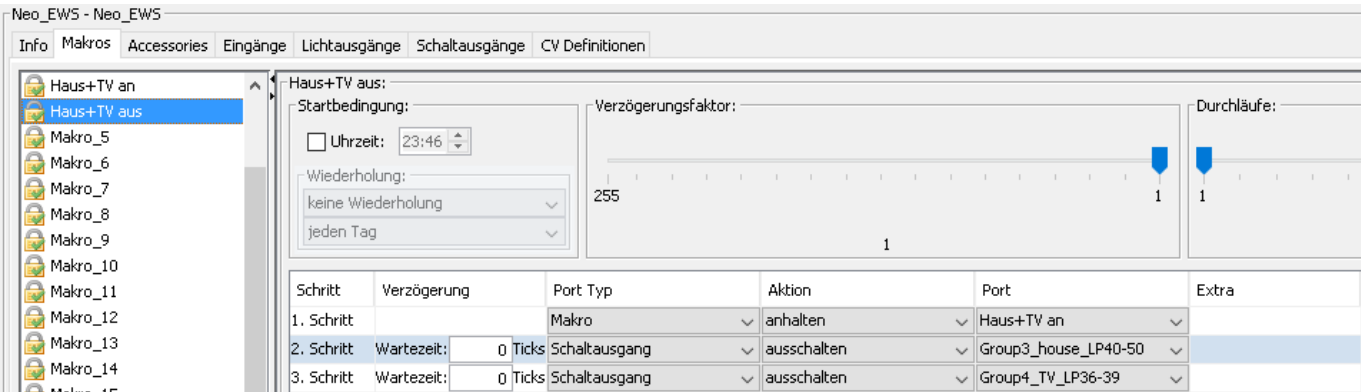 Neo_EWS - Neo_EWS
Info Makros Accessories Eingänge Lichtausgänge Schaltausgänge CV Definitionen
Haus+TV an
Haus+TV aus
Makro_5
Makro_6
Makro_7
Makro_8
Makro_9
Makro_10
Makro_11
Makro_12
Makro_13
Makro_14
Haus+TV aus:
Startbedingung:
Uhrzeit: 23:46
Wiederholung:
keine Wiederholung
jeden Tag
Verzögerungsfaktor:
255 1
1
Durchläufe:
1
Schritt Verzögerung Port Typ Aktion Port Extra
1. Schritt Makro anhalten Haus+TV an
2. Schritt Wartezeit: 0 Ticks Schaltausgang ausschalten Group3_house_LP40-50
3. Schritt Wartezeit: 0 Ticks Schaltausgang ausschalten Group4_TV_LP36-39